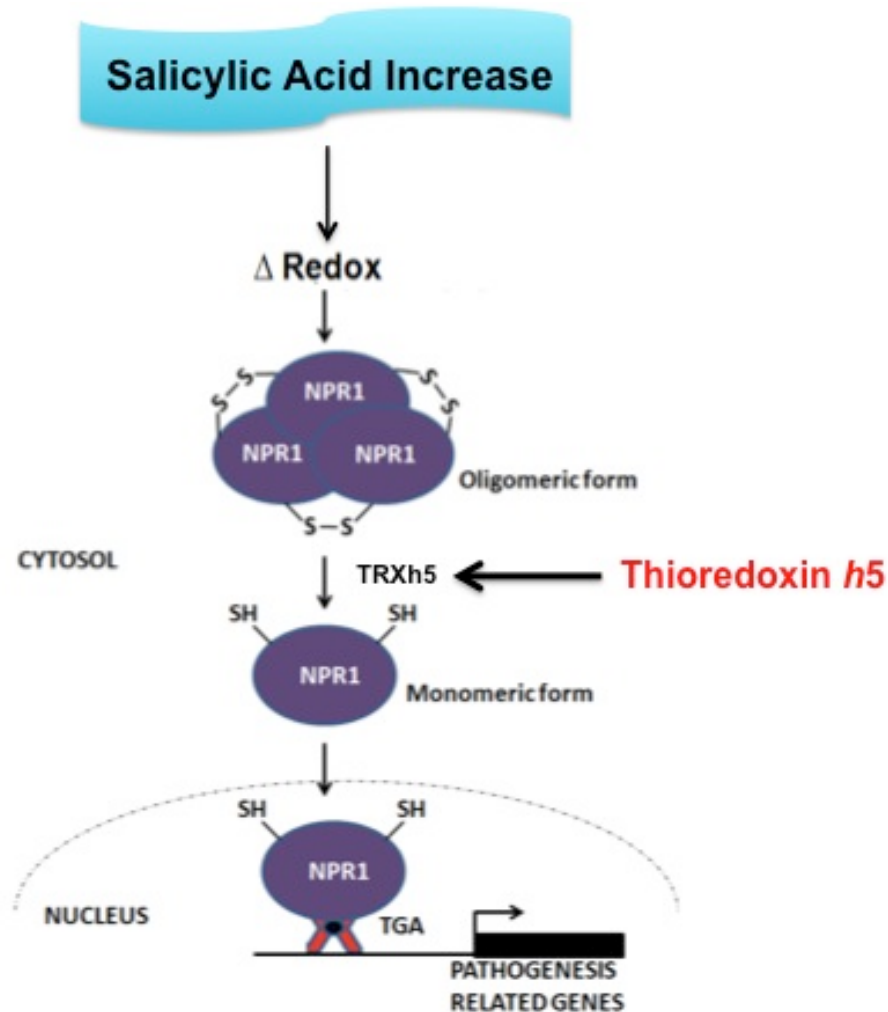 Salicylic Acid Increase
Δ Redox
S-S
S-S
NPR1
NPR1
NPR1
Oligomeric form
S-S
CYTOSOL
TRXh5
Thioredoxin h5
SH
SH
NPR1
Monomeric form
SH
SH
NPR1
NUCLEUS
TGA
PATHOGENESIS
RELATED GENES